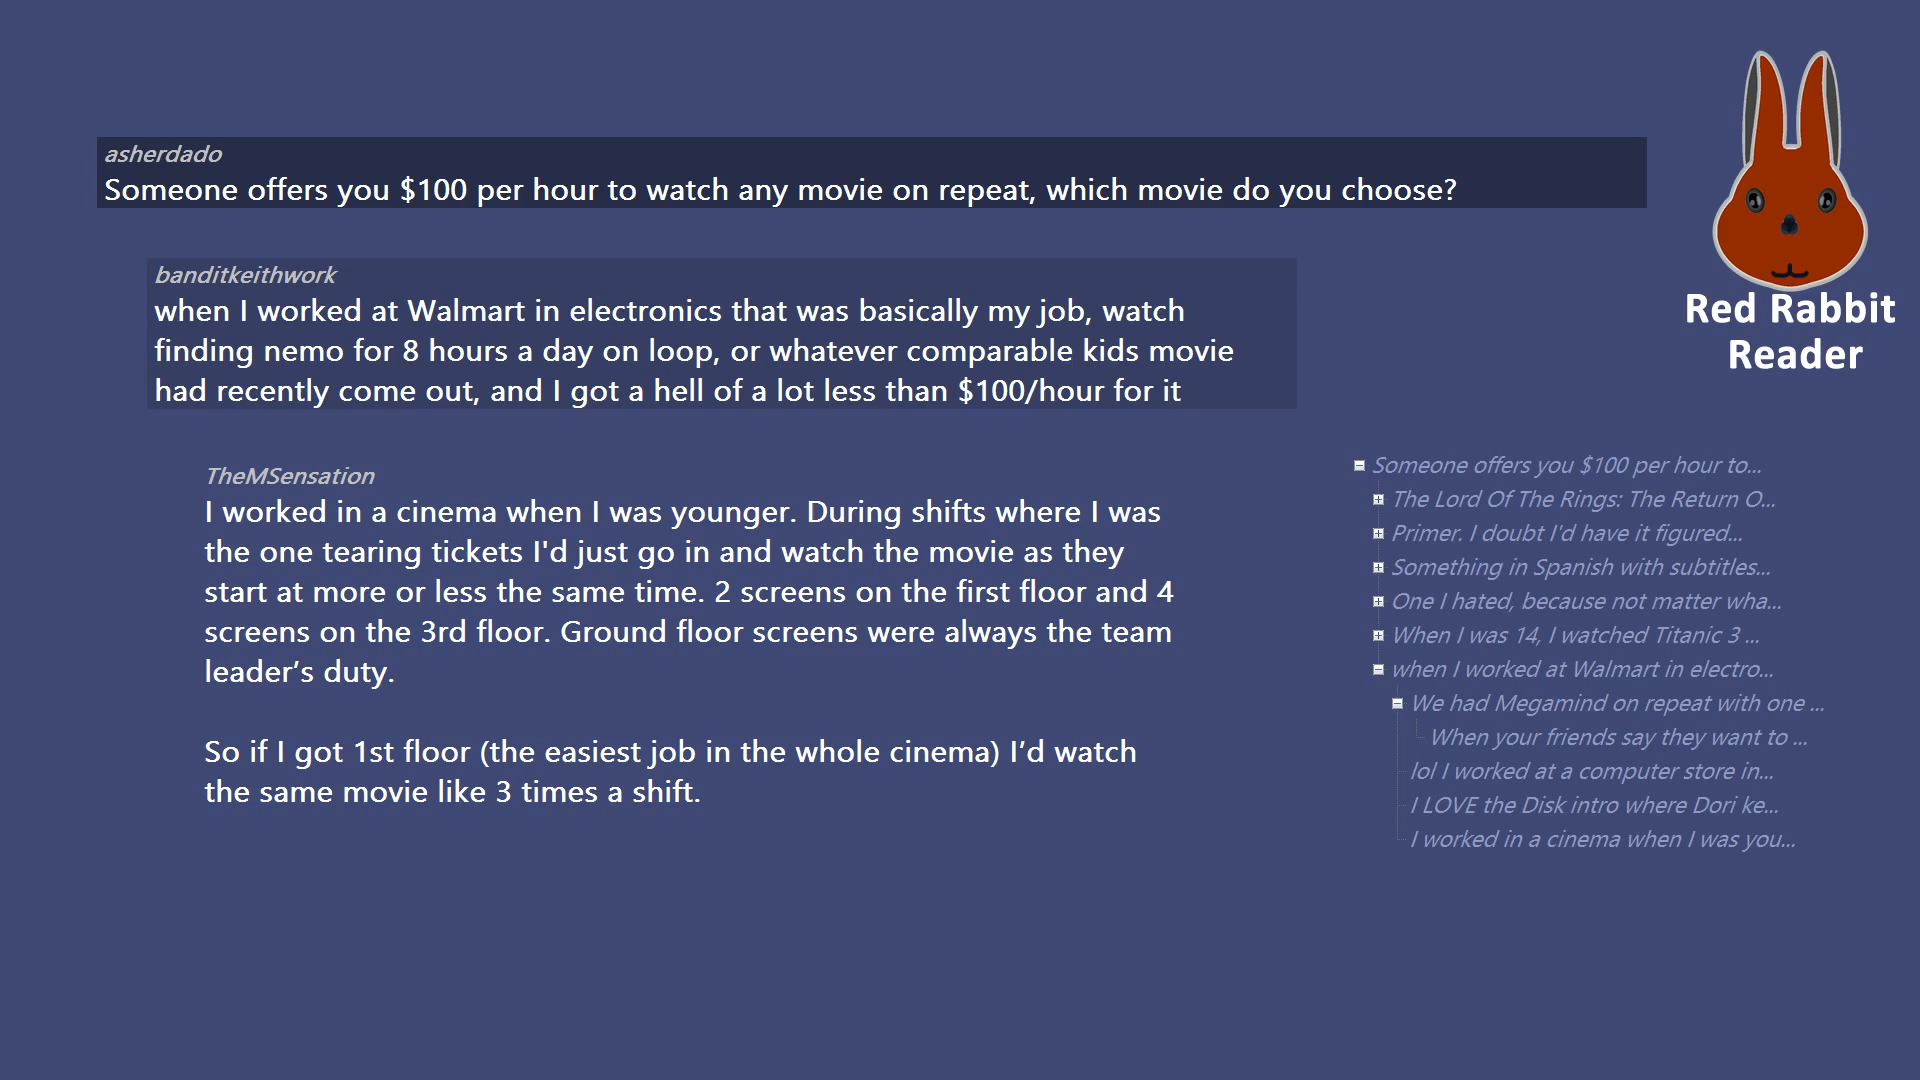 asherdado
Someone offers you $100 per hour to watch any movie on repeat, which movie do you choose?
banditkeithwork
when I worked at Walmart in electronics that was basically my job, watch
finding nemo for 8 hours a day on loop, or whatever comparable kids movie
had recently come out, and I got a hell of a lot less than $100/hour for it
TheMSensation
I worked in a cinema when I was younger. During shifts where I was
the one tearing tickets I'd just go in and watch the movie as they
start at more or less the same time. 2 screens on the first floor and 4
screens on the 3rd floor. Ground floor screens were always the team
leader’s duty.
So if I got 1st floor (the easiest job in the whole cinema) I’d watch
the same movie like 3 times a shift.
Red Rabbit
Reader
Someone offers you $100 per hour to...
The Lord Of The Rings: The Return O...
Primer. I doubt I'd have it figured...
Something in Spanish with subtitles...
One I hated, because not matter wha...
When I was 14, I watched Titanic 3 ...
when I worked at Walmart in electro...
We had Megamind on repeat with one ...
When your friends say they want to ...
lol I worked at a computer store in...
I LOVE the Disk intro where Dori ke...
I worked in a cinema when I was you...